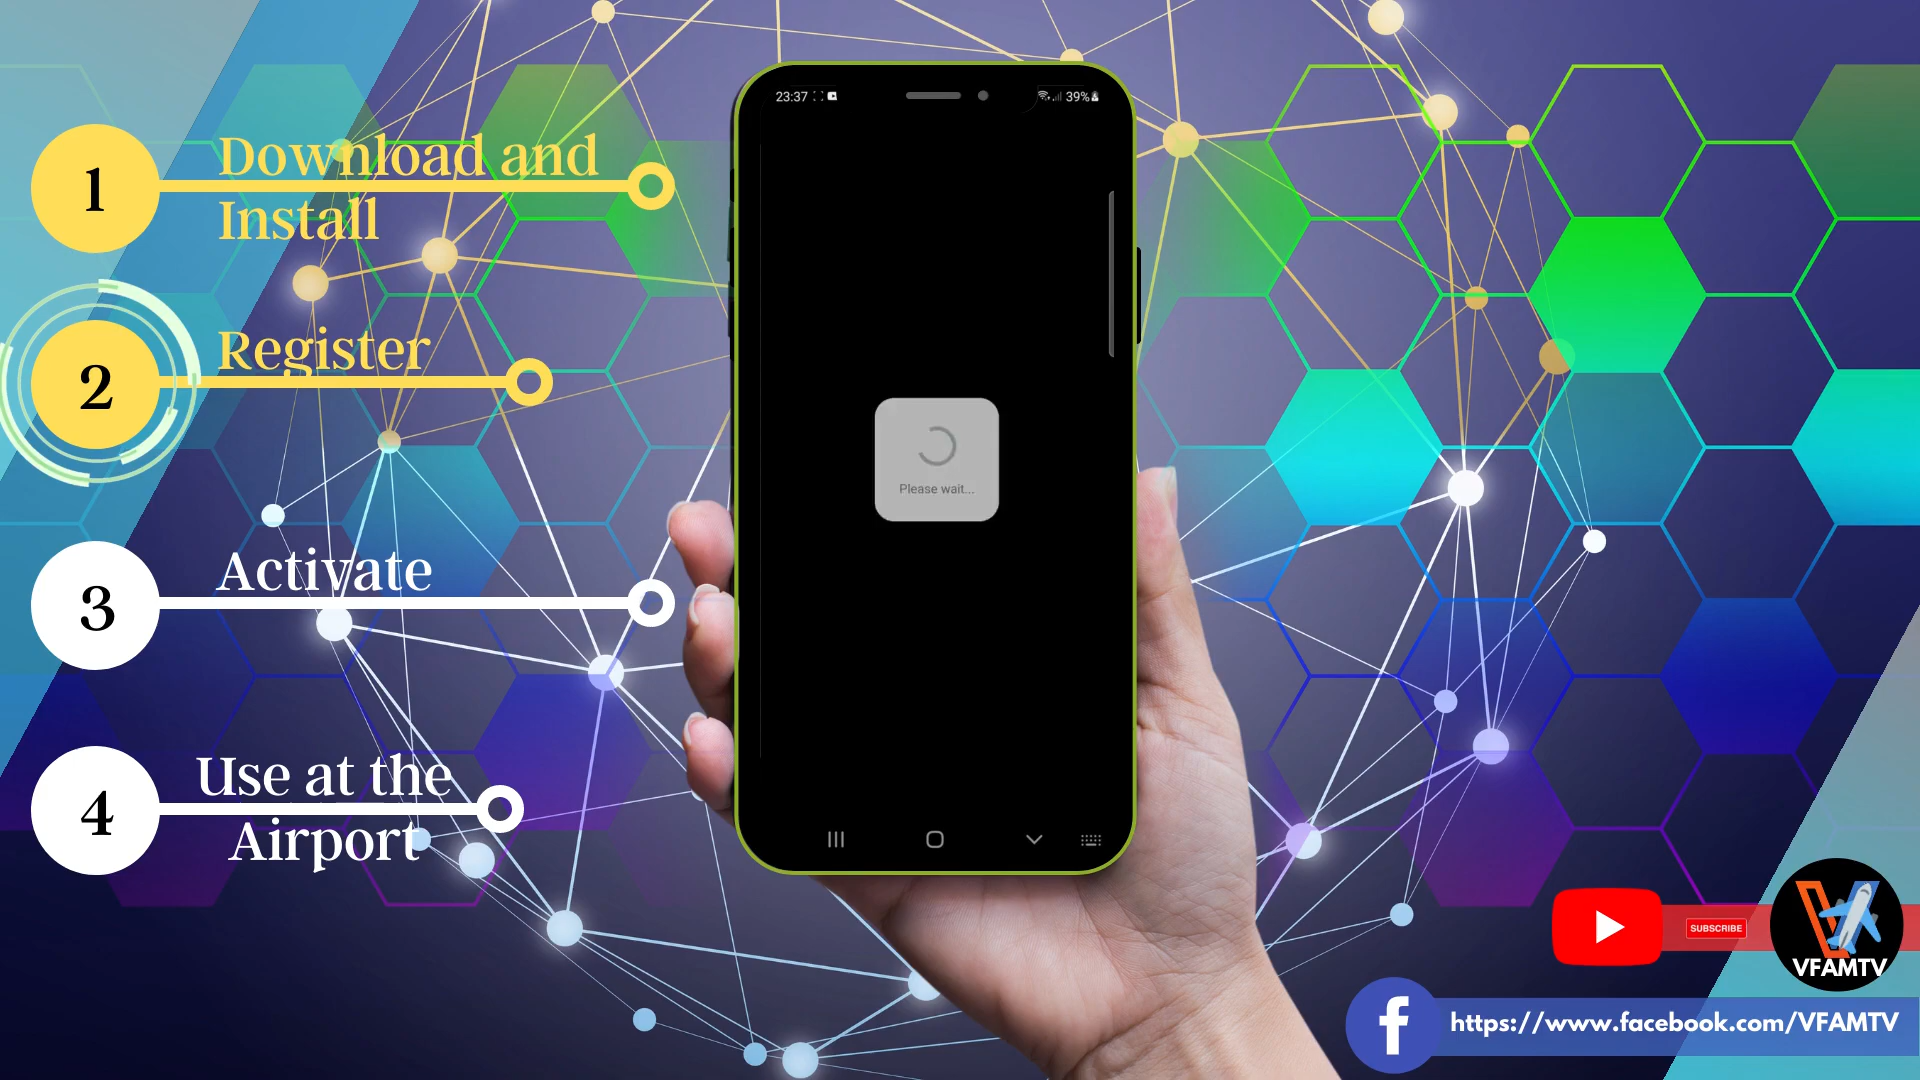 1
Download and
Install
2
Register
3
Activate
4
Use at the
Airport
23:37
39%
Please wait...
SUBSCRIBE
VFAMTV
https://www.facebook.com/VFAMTV